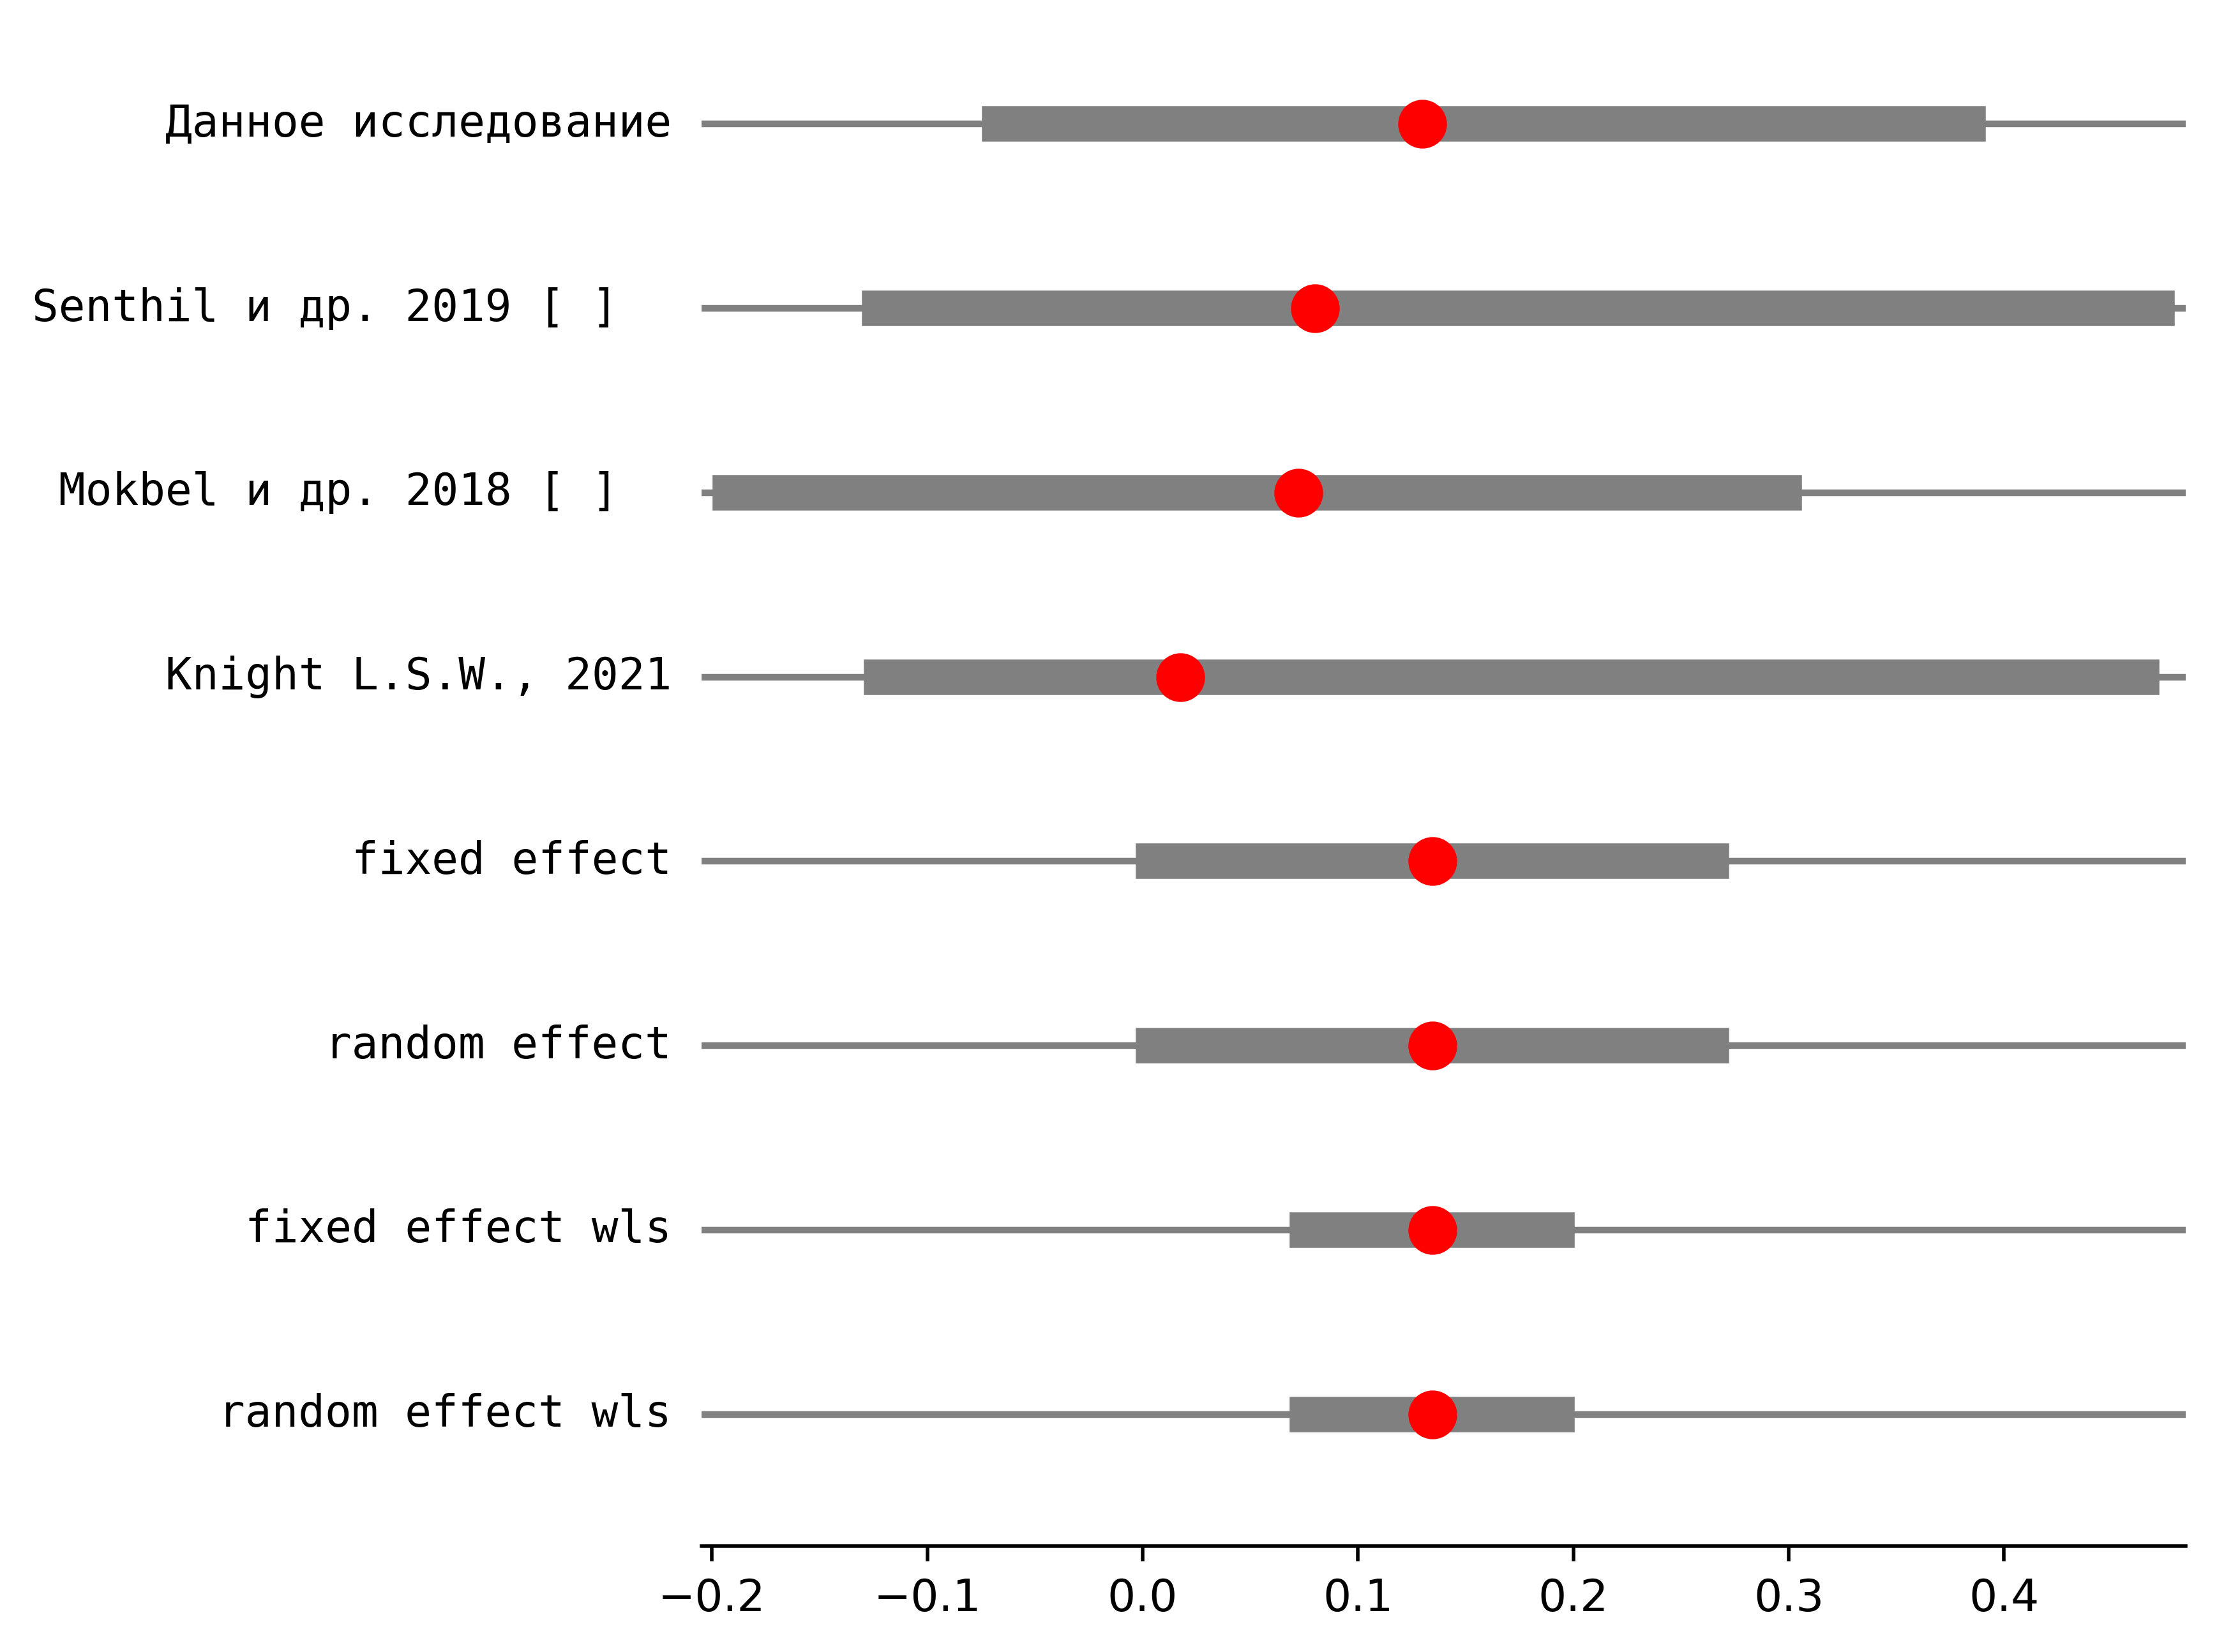 Данное исследование
Senthil и др. 2019 [ ]
Mokbel и др. 2018 [ ]
Knight L.S.W., 2021
fixed effect
random effect
fixed effect wls
random effect wls
−0.2 −0.1 0.0 0.1 0.2 0.3 0.4